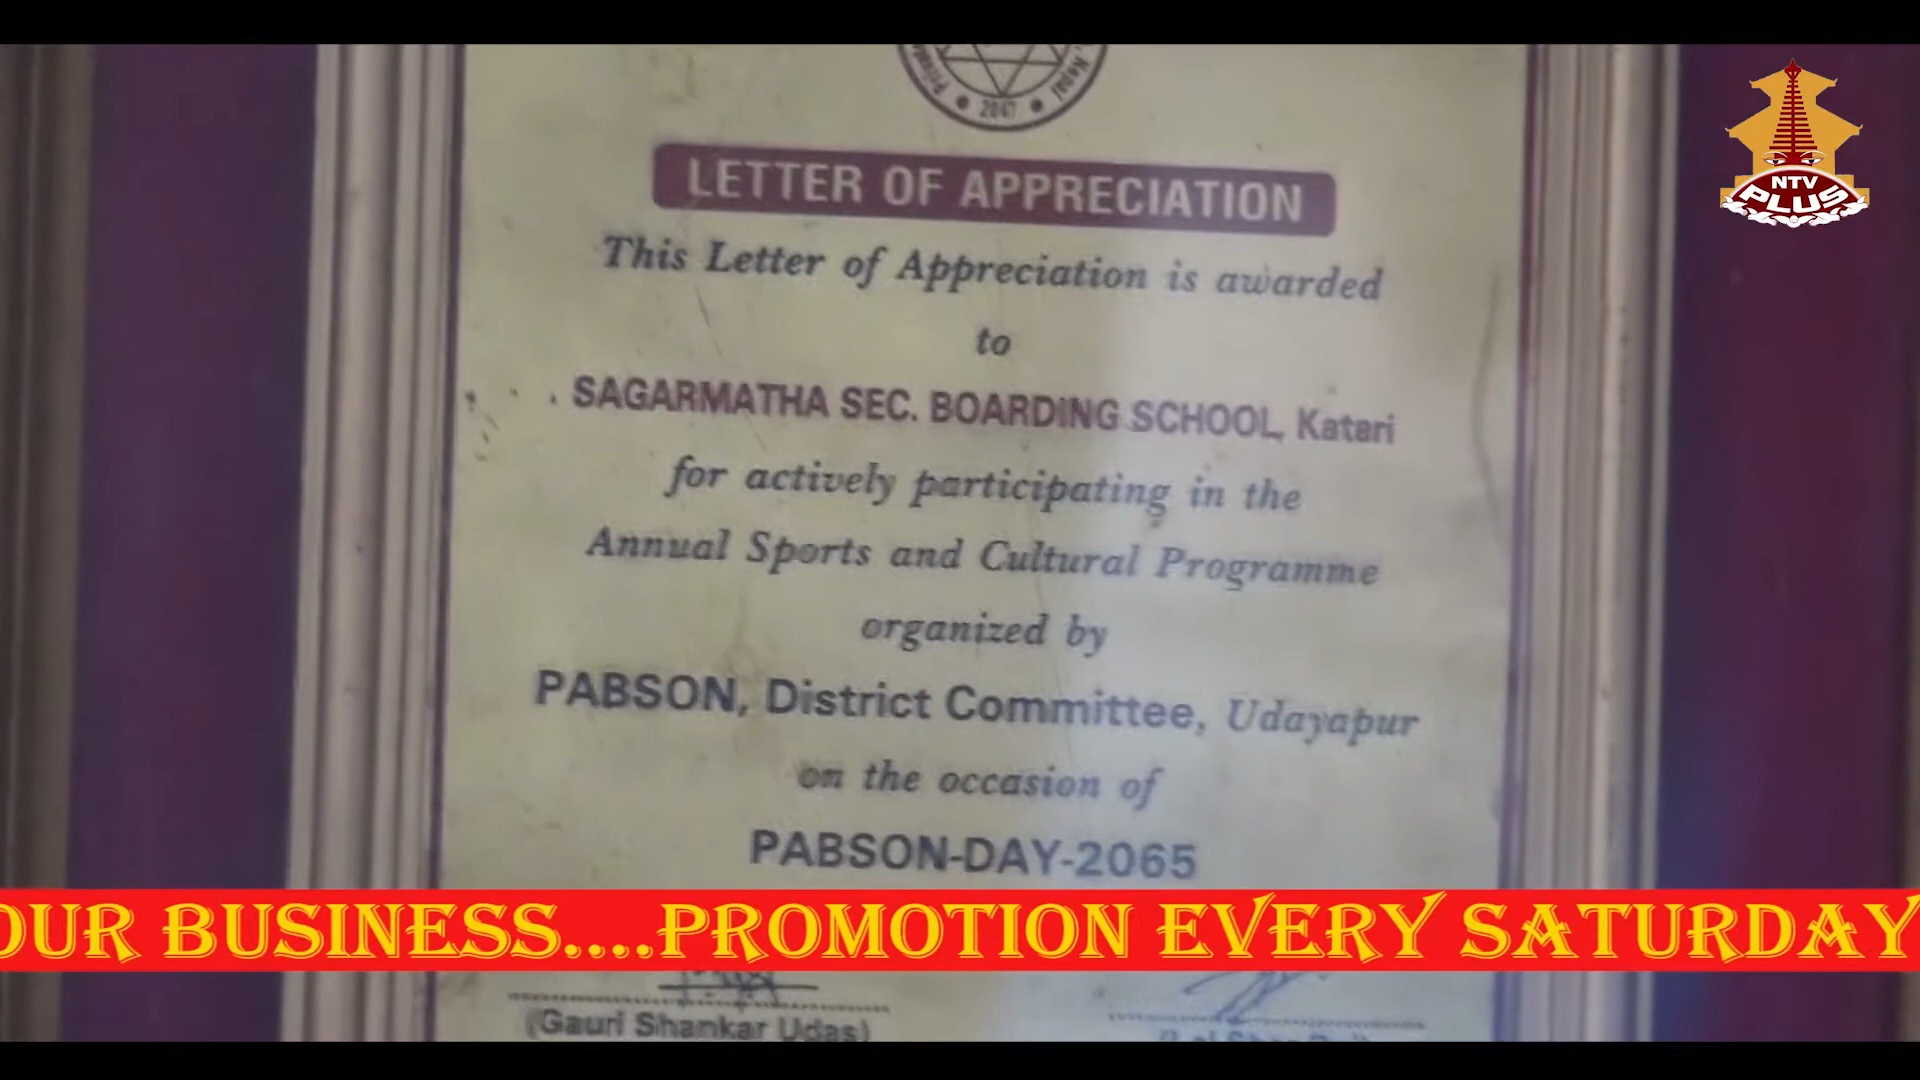 2047
Nepal
LETTER OF APPRECIATION
This Letter of Appreciation is awarded
to
SAGARMATHA SEC. BOARDING SCHOOL, Katari
for actively participating in the
Annual Sports and Cultural Programme
organized by
PABSON, District Committee, Udayapur
on the occasion of
PABSON-DAY-2065
(Gauri Shankar Udas)
NTV
PLUS
OUR BUSINESS....PROMOTION EVERY SATURDAY